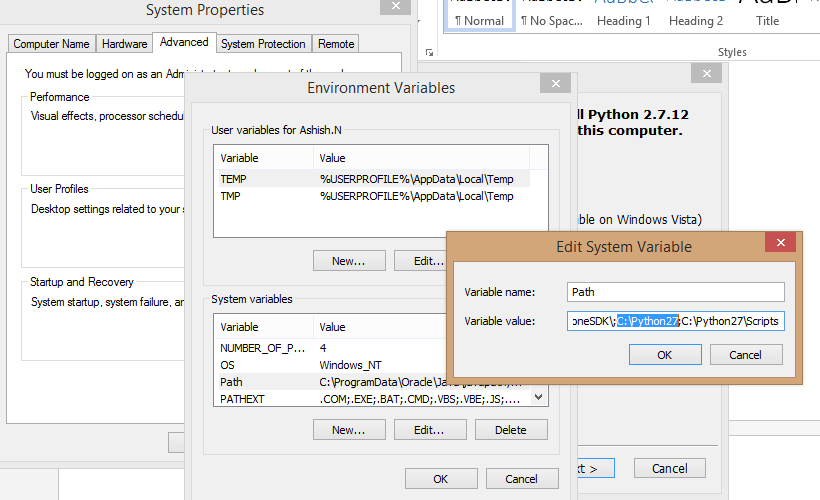 System Properties
Computer Name
Hardware
Advanced
System Protection
Remote
You must be logged on as an
Performance
Visual effects, processor schedu
User Profiles
Desktop settings related to your s
Startup and Recovery
System startup, system failure, an
Environment Variables
User variables for Ashish.N
Variable Value
TEMP %USERPROFILE%\AppData\Local\Temp
TMP %USERPROFILE%\AppData\Local\Temp
New... Edit...
System variables
Variable Value
NUMBER_OF_P... 4
OS Windows_NT
Path C:\ProgramData\Oracle\Java\javapath;...
PATHEXT .COM;.EXE;.BAT;.CMD;.VBS;.VBE;.JS;....
New... Edit... Delete
OK Cancel
Edit System Variable
Variable name: Path
Variable value: oneSDK\;C:\Python27;C:\Python27\Scripts
OK Cancel
ll Python 2.7.12
this computer.
ble on Windows Vista)
xt > Cancel
¶ Normal ¶ No Spac... Heading 1 Heading 2 Title
Styles